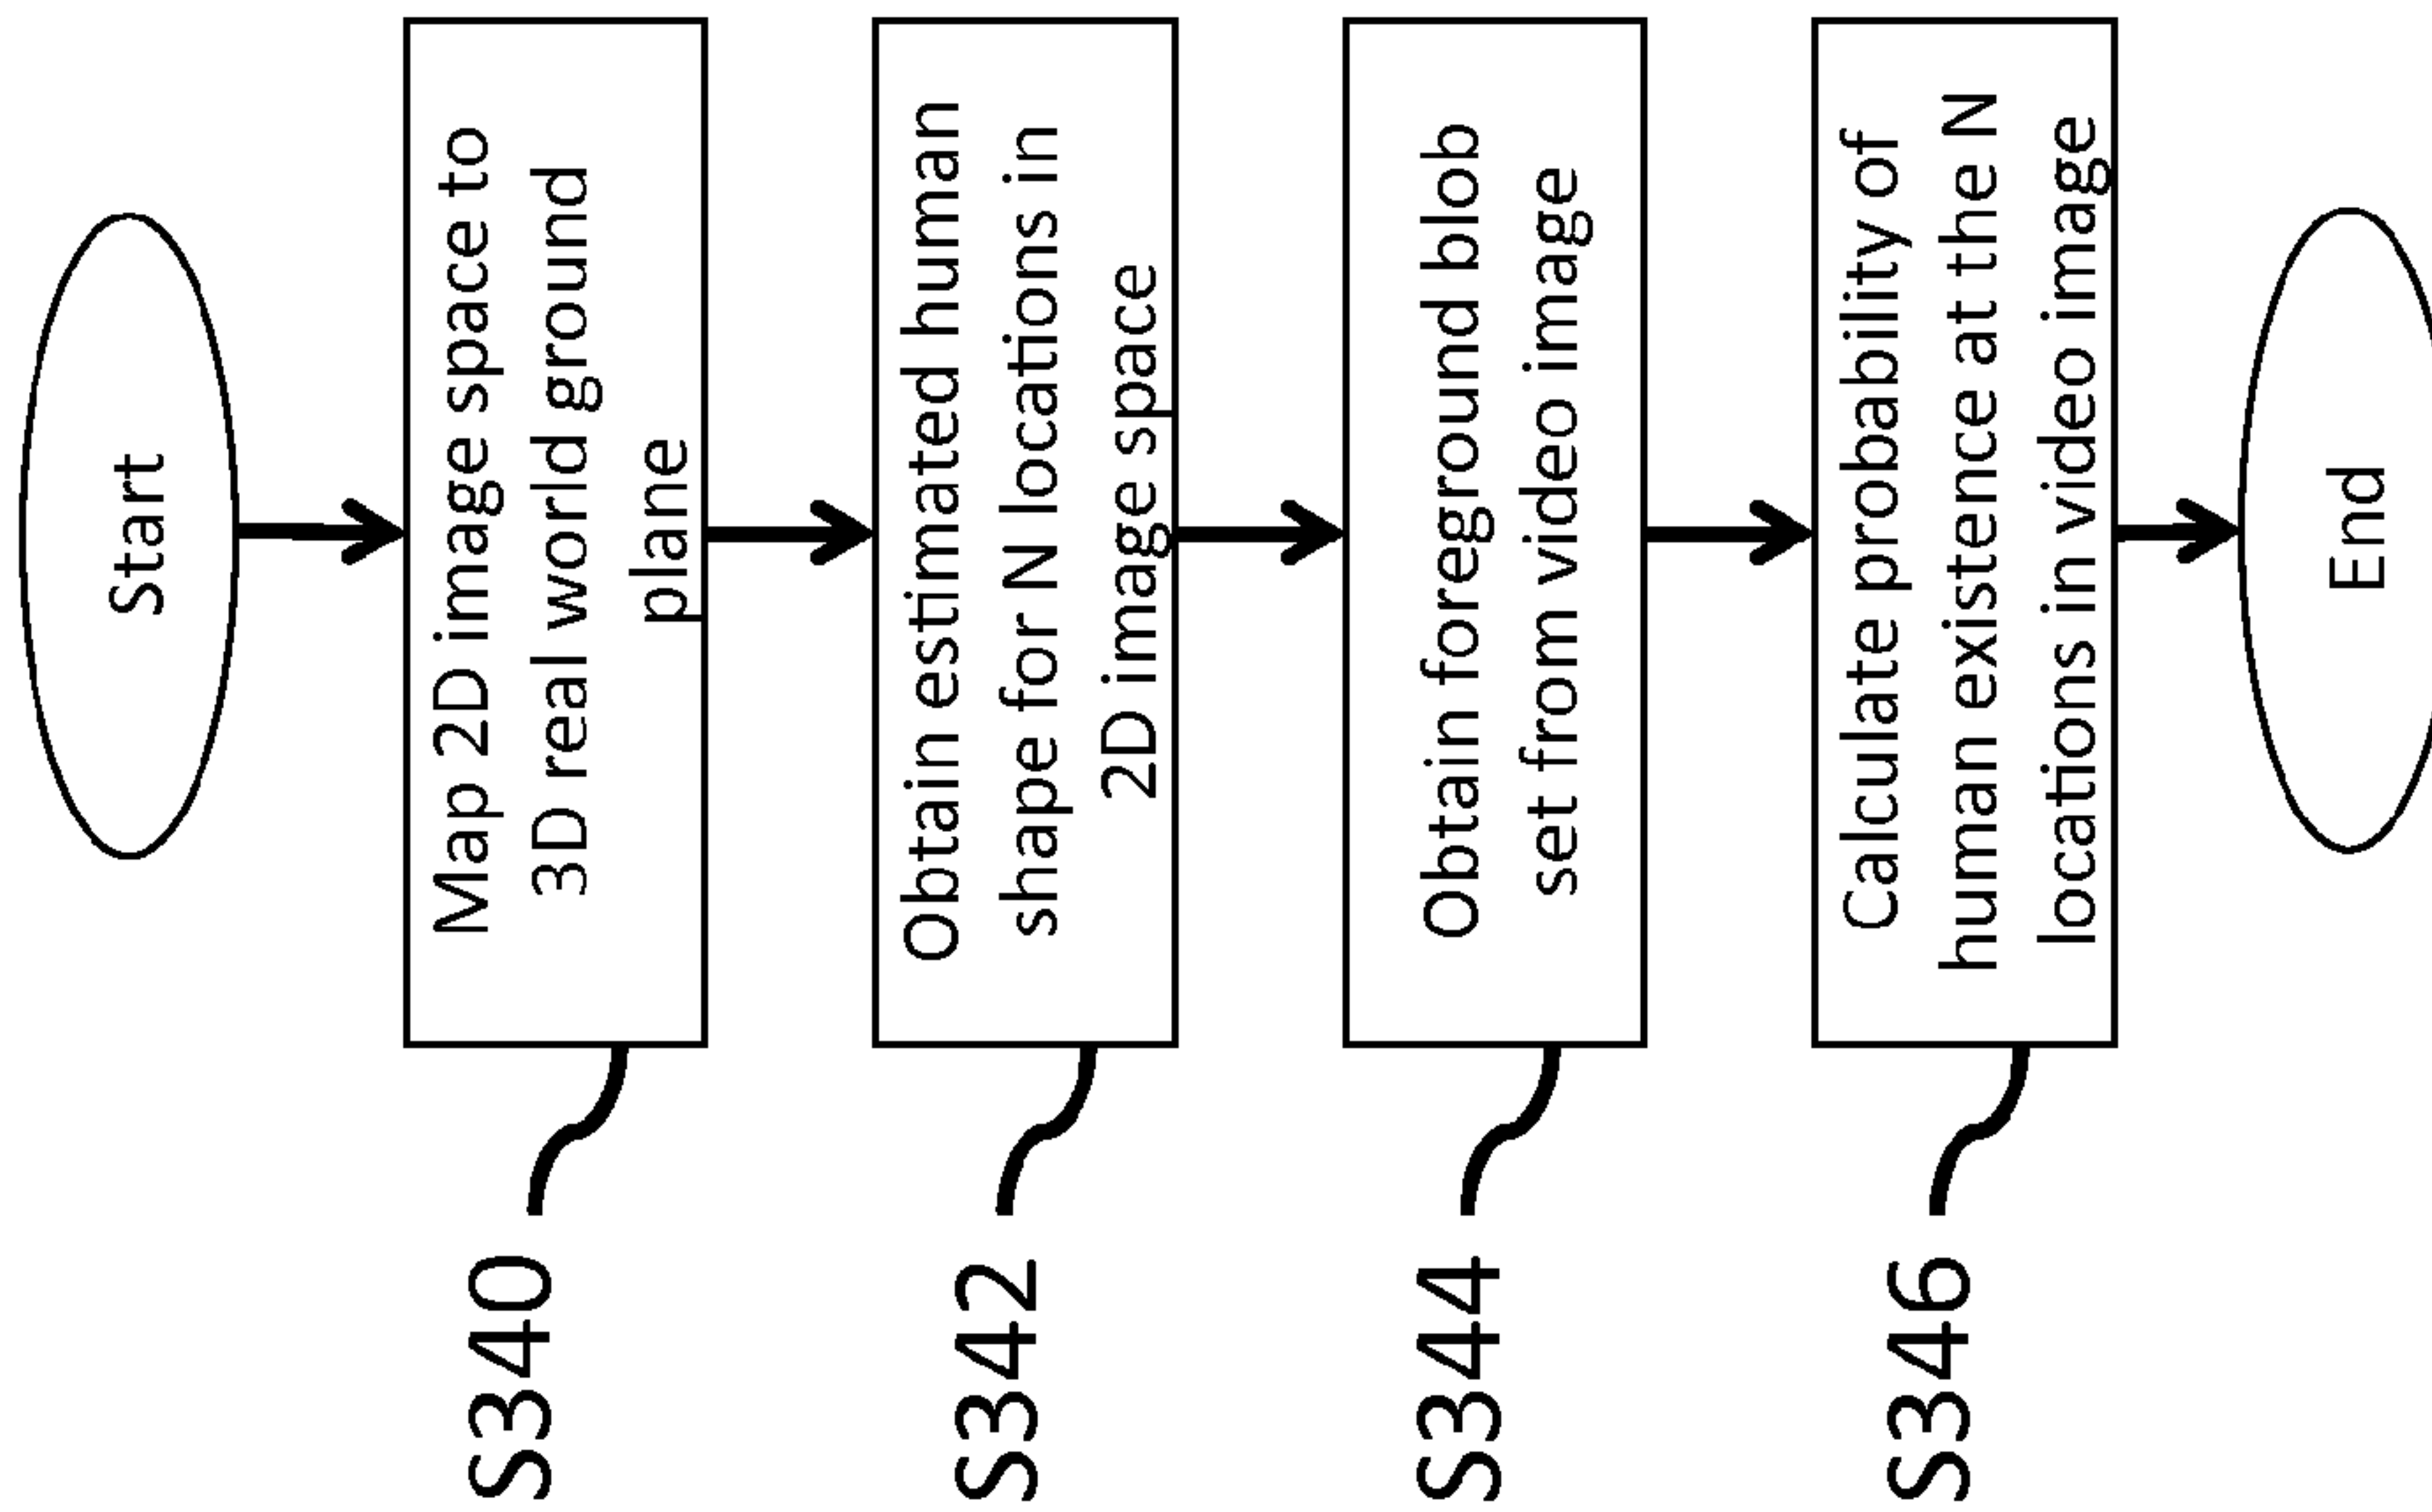 Start
S340
Map 2D image space to
3D real world ground
plane
S342
Obtain estimated human
shape for N locations in
2D image space
S344
Obtain foreground blob
set from video image
S346
Calculate probability of
human existence at the N
locations in video image
End